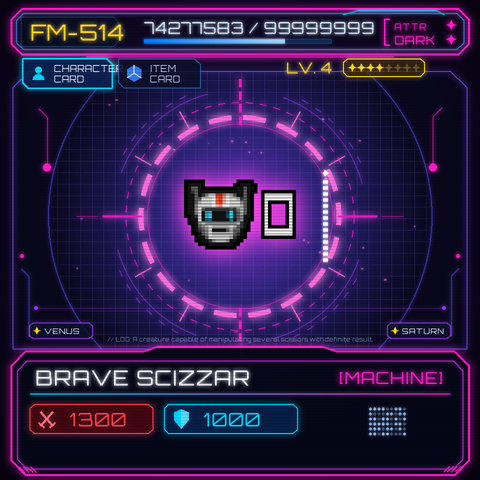 FM-514
74277583 / 99999999
ATTR
DARK
CHARACTER
CARD
ITEM
CARD
LV. 4
VENUS
SATURN
// LOG: A creature capable of manipulating several scissors with definite result.
BRAVE SCIZZAR
[MACHINE]
1300
1000